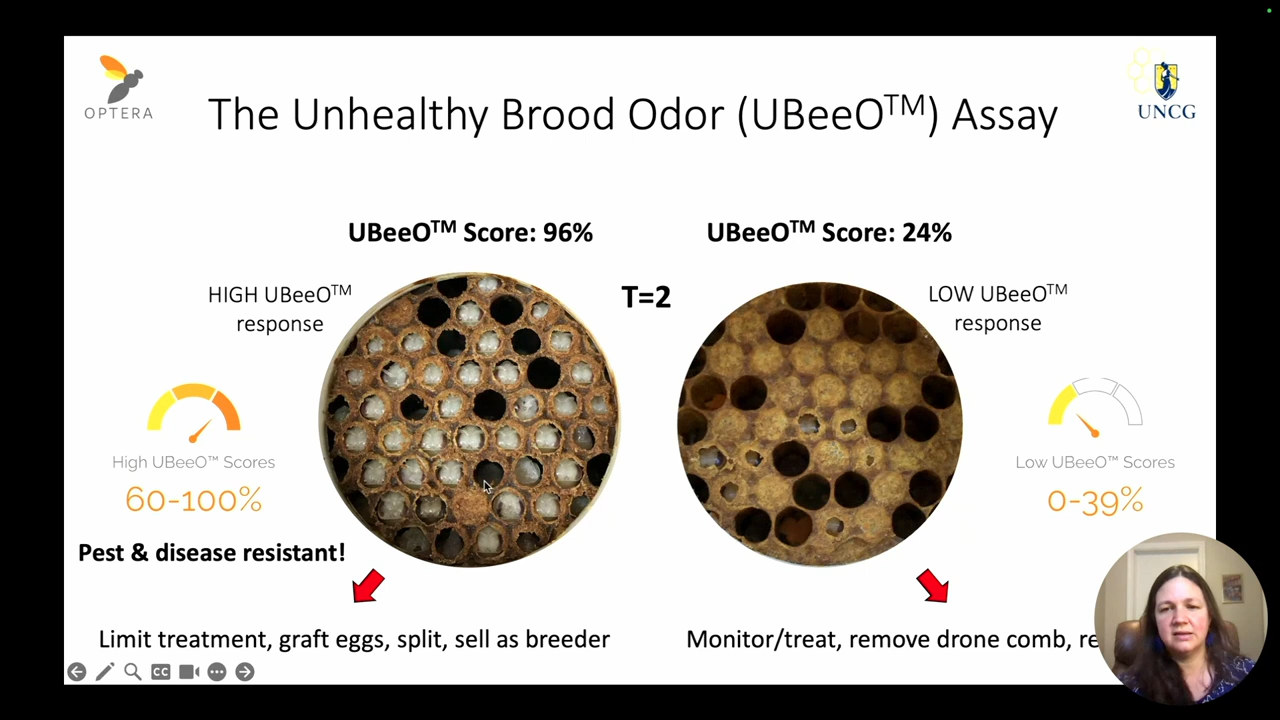 OPTERA
The Unhealthy Brood Odor (UBeeO™) Assay
UNCG
UBeeO™ Score: 96%
UBeeO™ Score: 24%
HIGH UBeeO™
response
T=2
LOW UBeeO™
response
High UBeeO™ Scores
60-100%
Low UBeeO™ Scores
0-39%
Pest & disease resistant!
Limit treatment, graft eggs, split, sell as breeder
Monitor/treat, remove drone comb,
CC